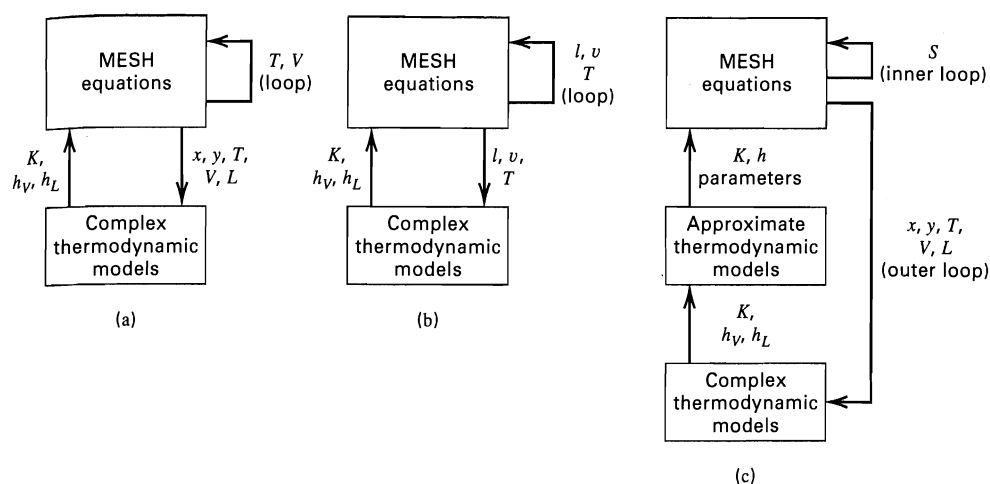 MESH
equations
T, V
(loop)
K,
h_V, h_L
x, y, T,
V, L
Complex
thermodynamic
models
(a)
MESH
equations
l, υ
T
(loop)
K,
h_V, h_L
l, υ,
T
Complex
thermodynamic
models
(b)
MESH
equations
S
(inner loop)
K, h
parameters
Approximate
thermodynamic
models
x, y, T,
V, L
(outer loop)
K,
h_V, h_L
Complex
thermodynamic
models
(c)